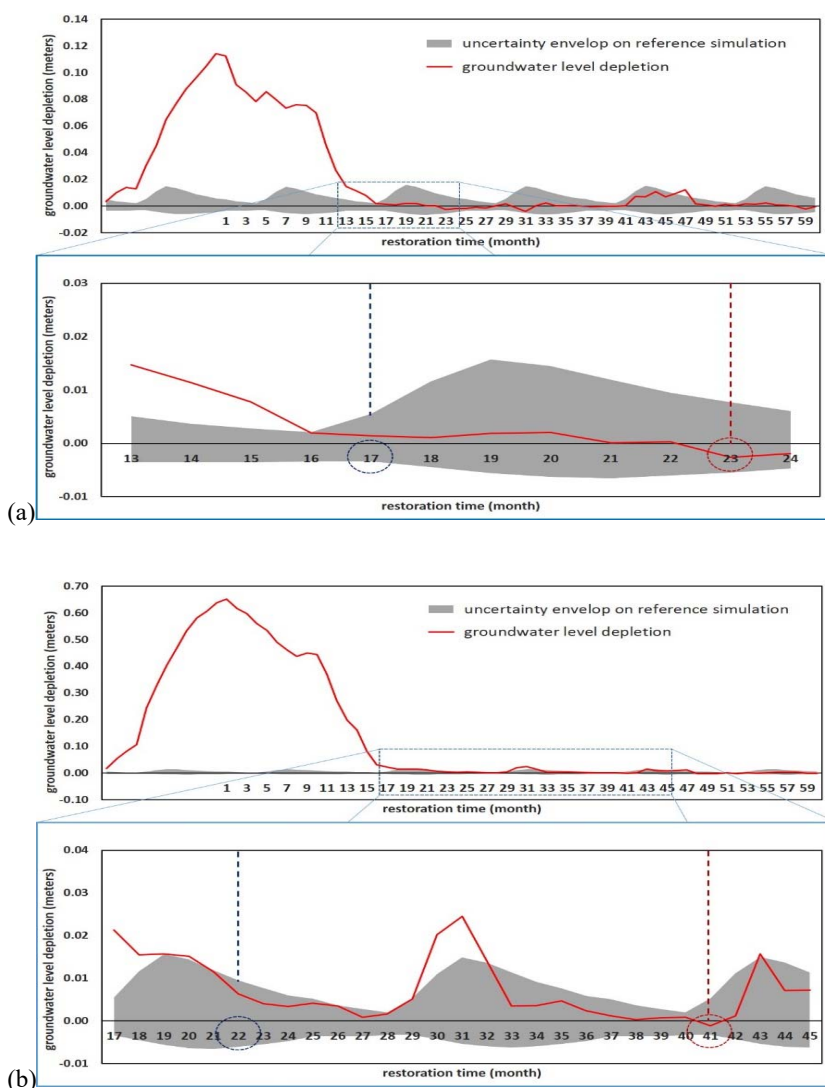 groundwater level depletion (meters)
0.14
0.12
0.10
0.08
0.06
0.04
0.02
0.00
-0.02
uncertainty envelop on reference simulation
groundwater level depletion
1 3 5 7 9 11 13 15 17 19 21 23 25 27 29 31 33 35 37 39 41 43 45 47 49 51 53 55 57 59
restoration time (month)
groundwater level depletion (meters)
0.03
0.02
0.01
0.00
-0.01
13 14 15 16 17 18 19 20 21 22 23 24
restoration time (month)
(a)
groundwater level depletion (meters)
0.70
0.60
0.50
0.40
0.30
0.20
0.10
0.00
-0.10
uncertainty envelop on reference simulation
groundwater level depletion
1 3 5 7 9 11 13 15 17 19 21 23 25 27 29 31 33 35 37 39 41 43 45 47 49 51 53 55 57 59
restoration time (month)
groundwater level depletion (meters)
0.04
0.03
0.02
0.01
0.00
-0.01
17 18 19 20 21 22 23 24 25 26 27 28 29 30 31 32 33 34 35 36 37 38 39 40 41 42 43 44 45
restoration time (month)
(b)